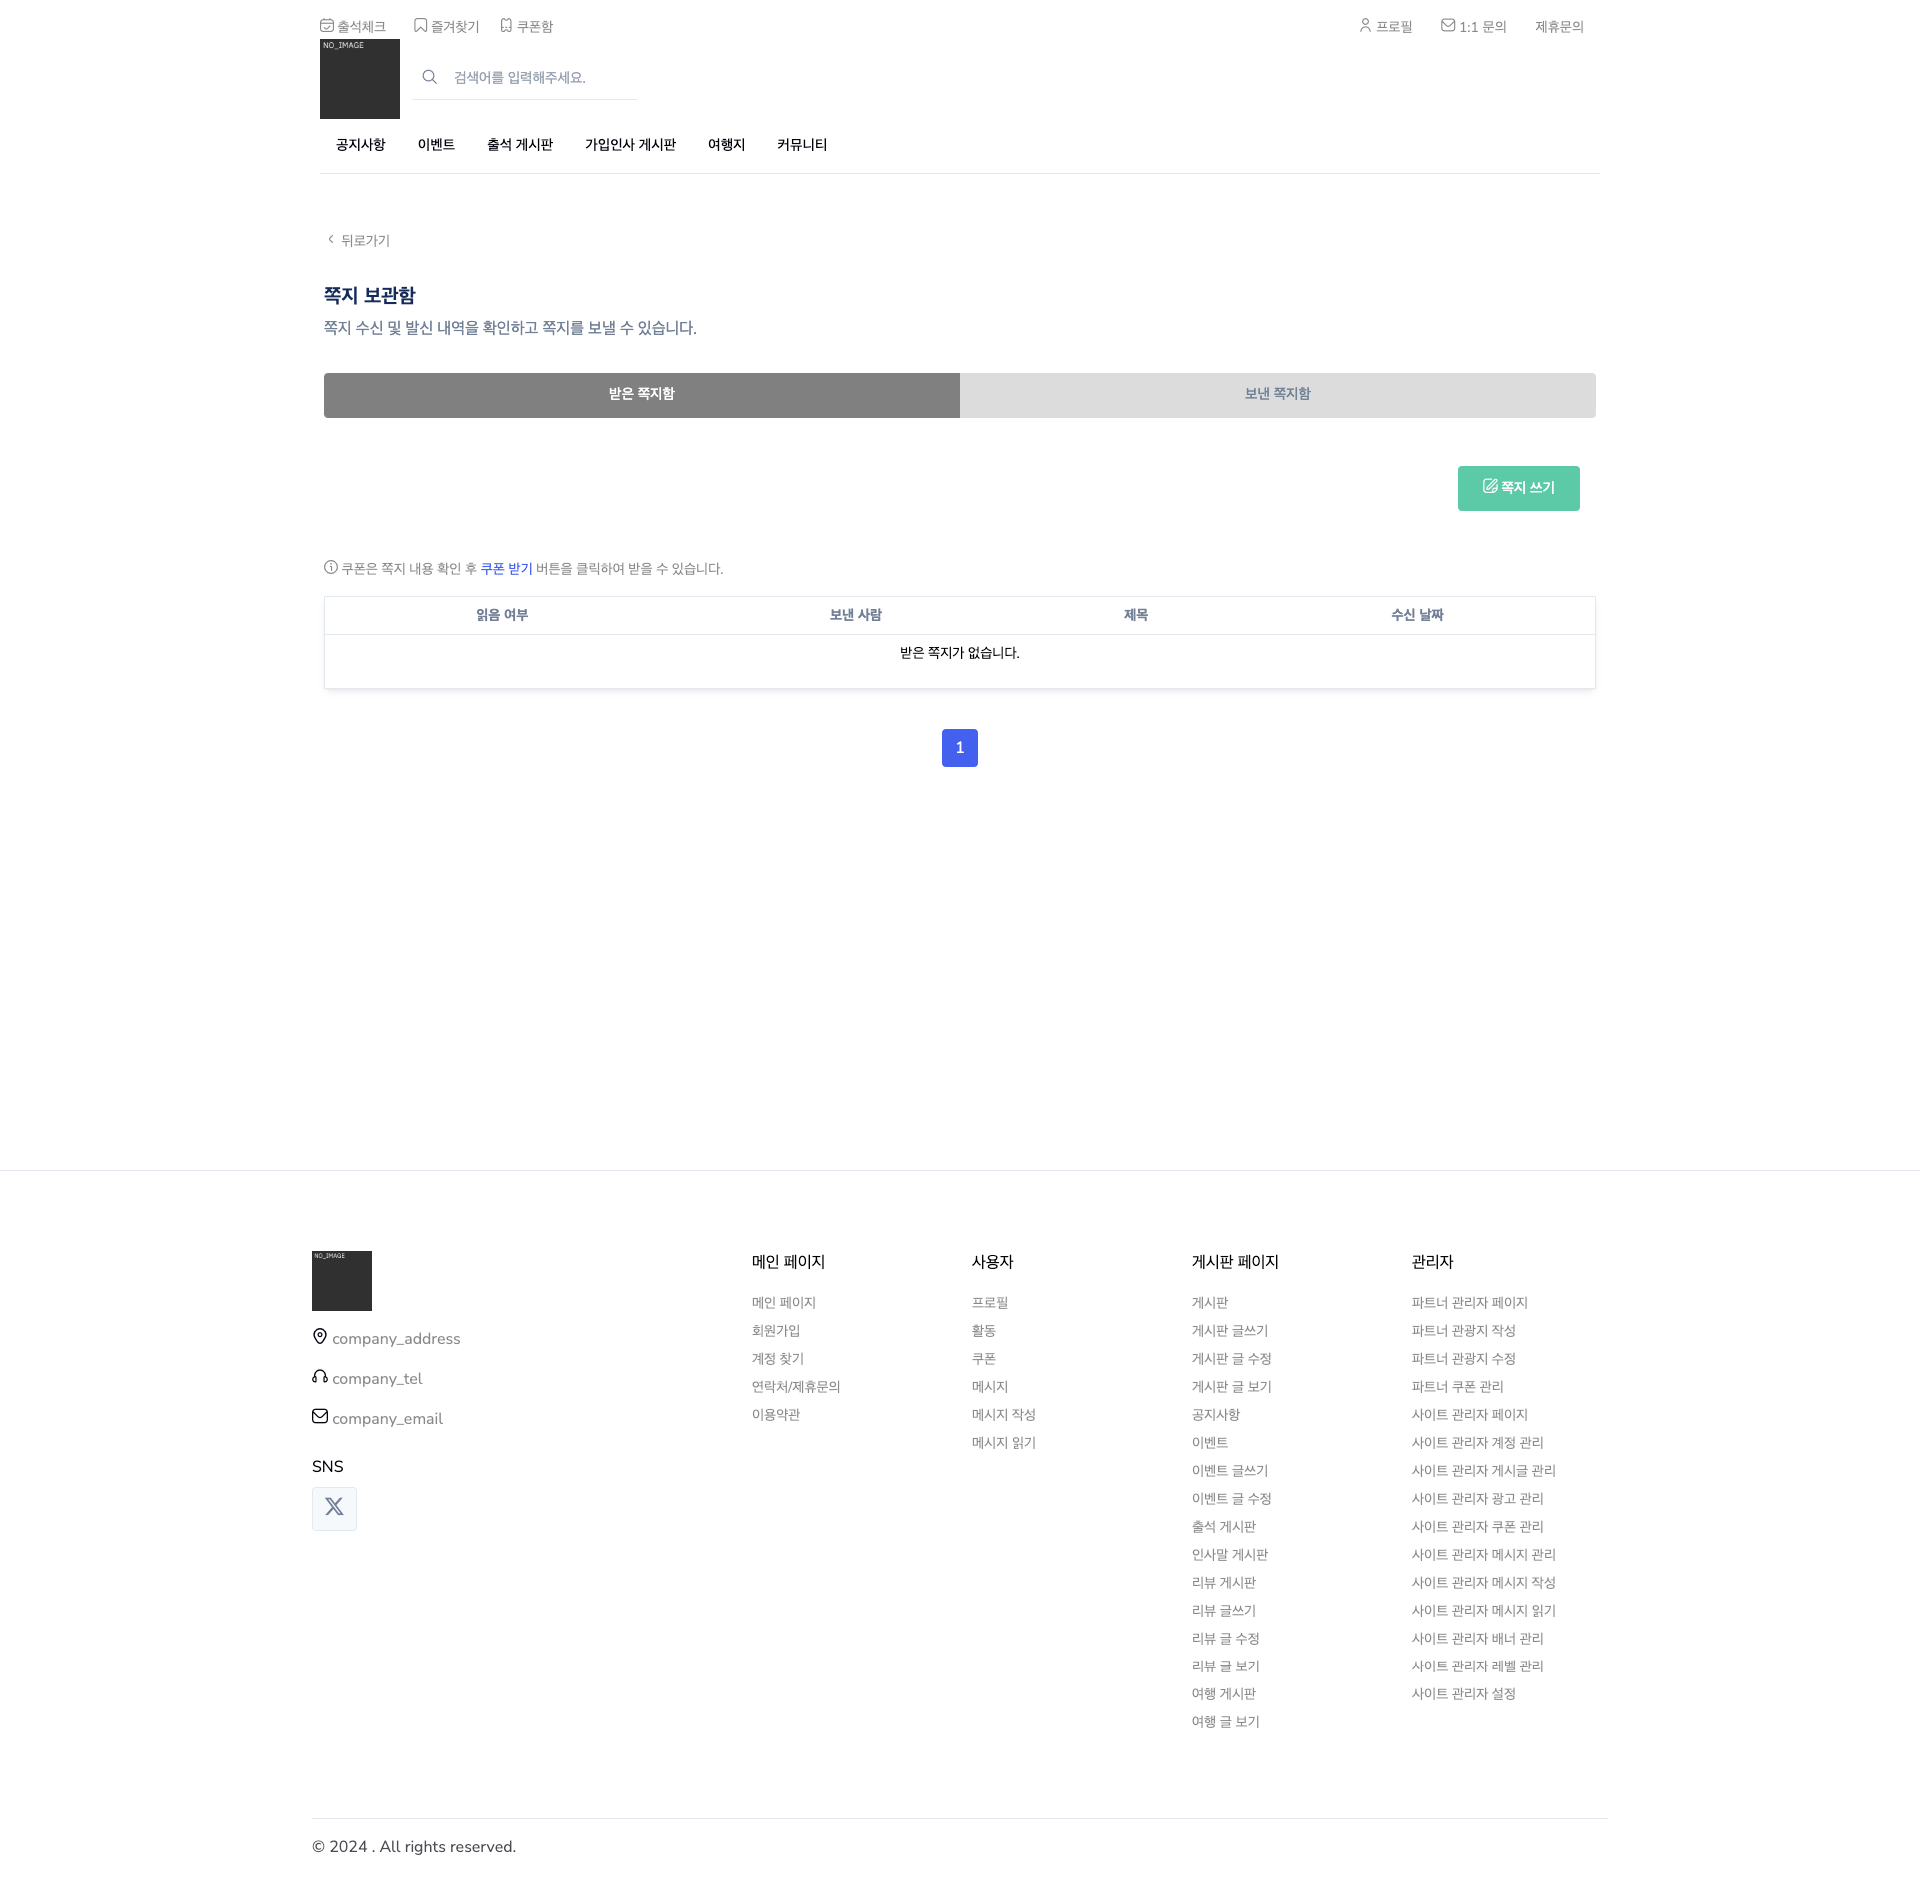 출석체크 즐겨찾기 쿠폰함 프로필 1:1 문의 제휴문의
NO_IMAGE
검색어를 입력해주세요.
공지사항 이벤트 출석 게시판 가입인사 게시판 여행지 커뮤니티
뒤로가기
쪽지 보관함
쪽지 수신 및 발신 내역을 확인하고 쪽지를 보낼 수 있습니다.
받은 쪽지함 보낸 쪽지함
쪽지 쓰기
쿠폰은 쪽지 내용 확인 후 쿠폰 받기 버튼을 클릭하여 받을 수 있습니다.
읽음 여부 보낸 사람 제목 수신 날짜
받은 쪽지가 없습니다.
1
NO_IMAGE
company_address
company_tel
company_email
SNS
메인 페이지
메인 페이지
회원가입
계정 찾기
연락처/제휴문의
이용약관
사용자
프로필
활동
쿠폰
메시지
메시지 작성
메시지 읽기
게시판 페이지
게시판
게시판 글쓰기
게시판 글 수정
게시판 글 보기
공지사항
이벤트
이벤트 글쓰기
이벤트 글 수정
출석 게시판
인사말 게시판
리뷰 게시판
리뷰 글쓰기
리뷰 글 수정
리뷰 글 보기
여행 게시판
여행 글 보기
관리자
파트너 관리자 페이지
파트너 관광지 작성
파트너 관광지 수정
파트너 쿠폰 관리
사이트 관리자 페이지
사이트 관리자 계정 관리
사이트 관리자 게시글 관리
사이트 관리자 광고 관리
사이트 관리자 쿠폰 관리
사이트 관리자 메시지 관리
사이트 관리자 메시지 작성
사이트 관리자 메시지 읽기
사이트 관리자 배너 관리
사이트 관리자 레벨 관리
사이트 관리자 설정
© 2024 . All rights reserved.